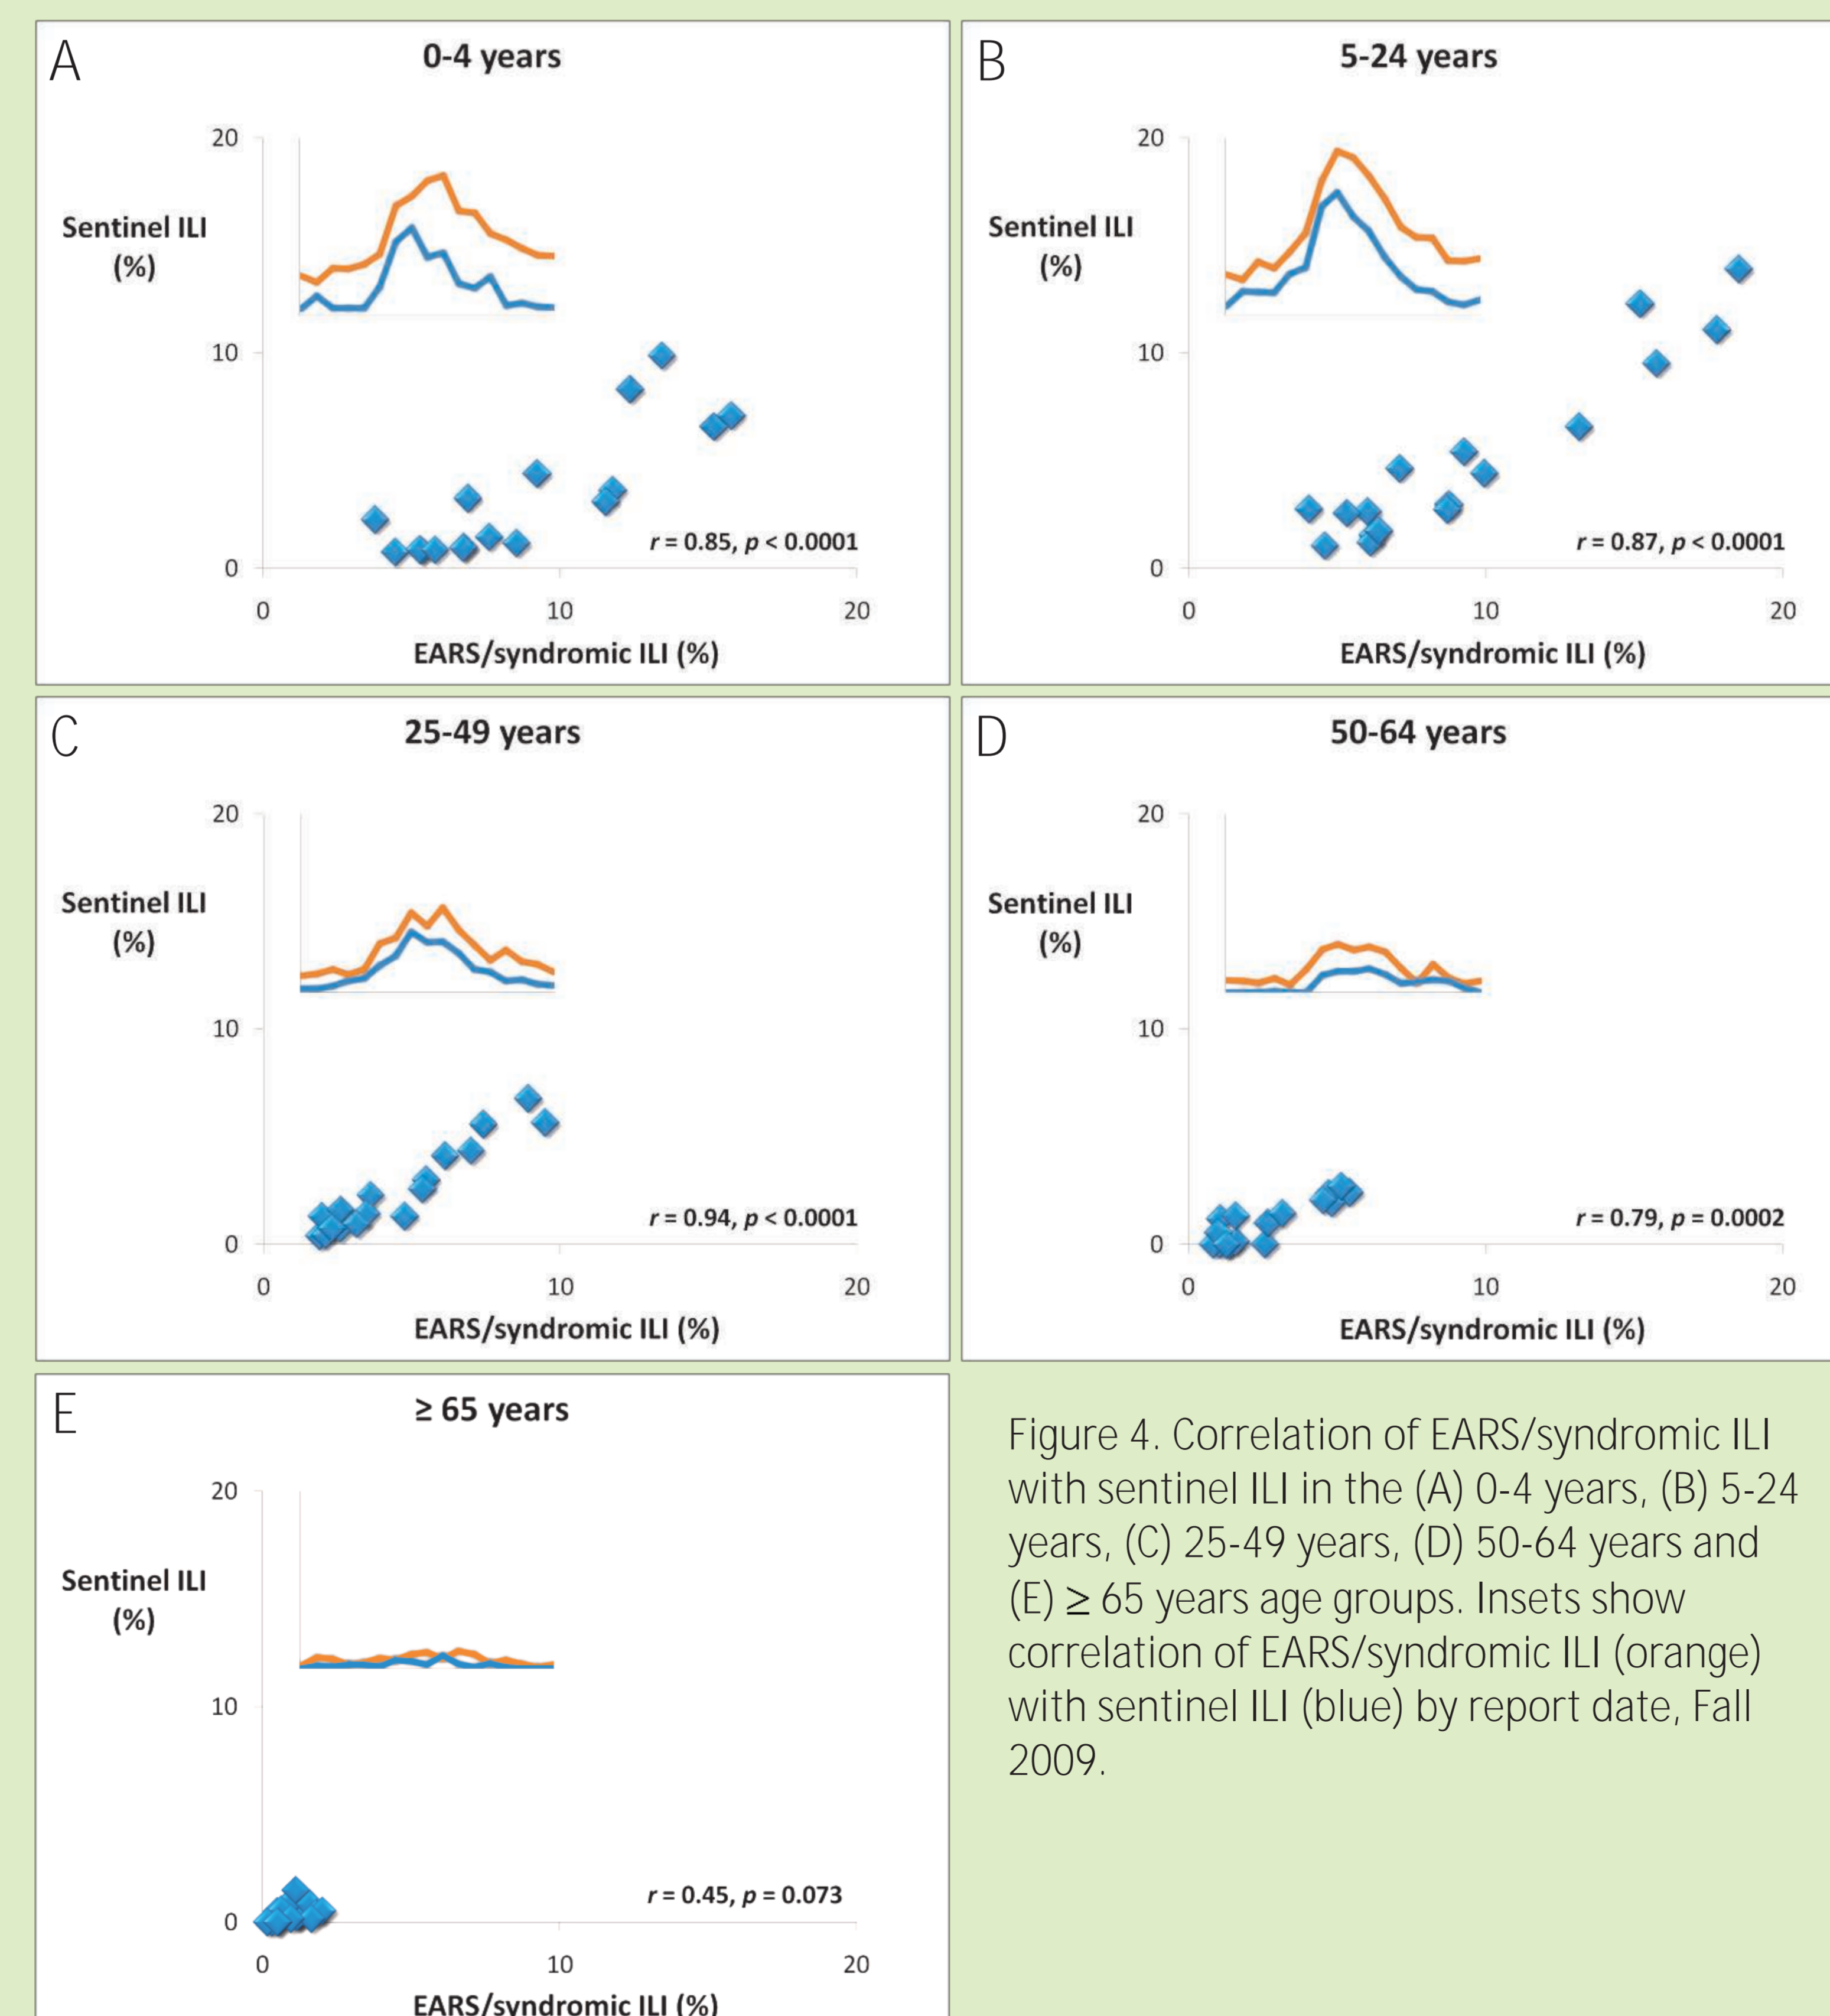 A
0-4 years
20
Sentinel ILI
(%)
10
r = 0.85, p < 0.0001
0
0 10 20
EARS/syndromic ILI (%)
B
5-24 years
20
Sentinel ILI
(%)
10
r = 0.87, p < 0.0001
0
0 10 20
EARS/syndromic ILI (%)
C
25-49 years
20
Sentinel ILI
(%)
10
r = 0.94, p < 0.0001
0
0 10 20
EARS/syndromic ILI (%)
D
50-64 years
20
Sentinel ILI
(%)
10
r = 0.79, p = 0.0002
0
0 10 20
EARS/syndromic ILI (%)
E
≥ 65 years
20
Sentinel ILI
(%)
10
r = 0.45, p = 0.073
0
0 10 20
EARS/syndromic ILI (%)
Figure 4. Correlation of EARS/syndromic ILI
with sentinel ILI in the (A) 0-4 years, (B) 5-24
years, (C) 25-49 years, (D) 50-64 years and
(E) ≥ 65 years age groups. Insets show
correlation of EARS/syndromic ILI (orange)
with sentinel ILI (blue) by report date, Fall
2009.